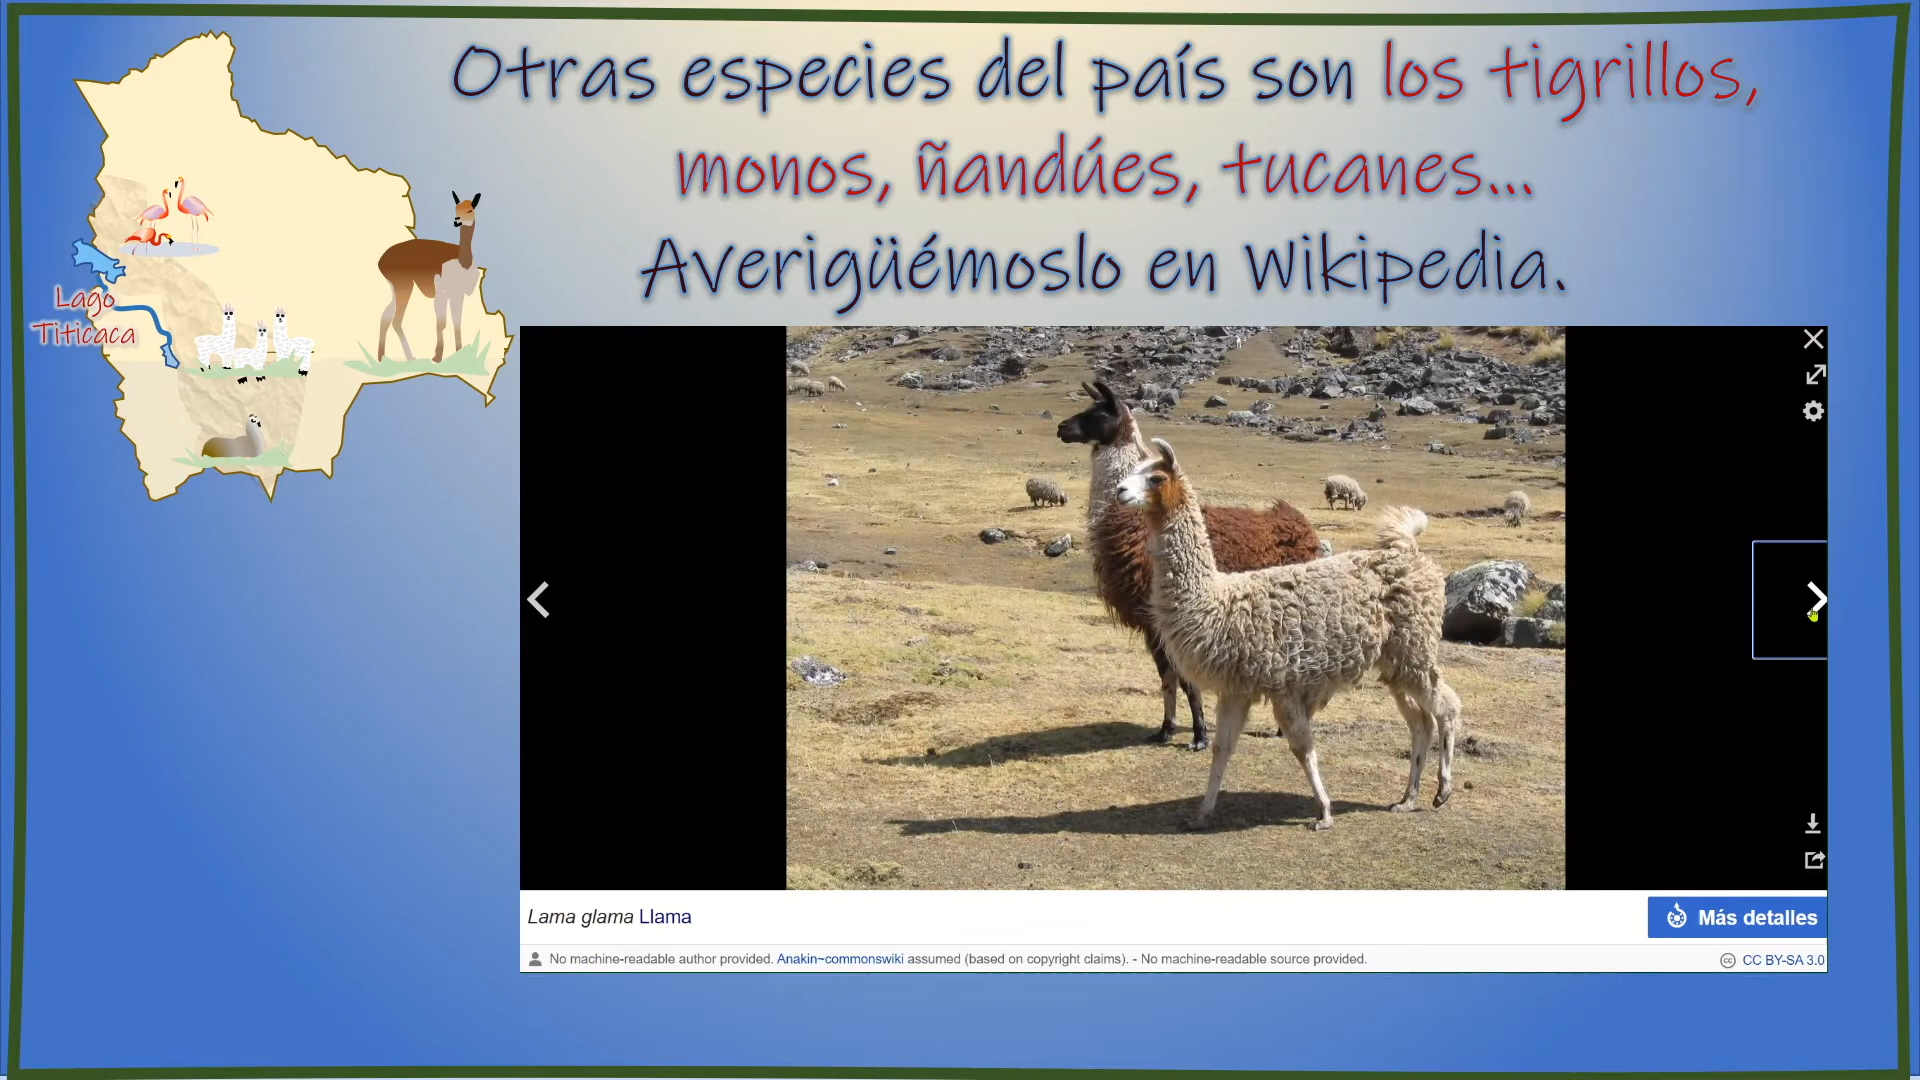 Otras especies del país son los tigrillos,
monos, ñandúes, tucanes...
Averigüémoslo en Wikipedia.
Lago
Titicaca
Lama glama Llama
Más detalles
No machine-readable author provided. Anakin~commonswiki assumed (based on copyright claims). - No machine-readable source provided.
CC BY-SA 3.0